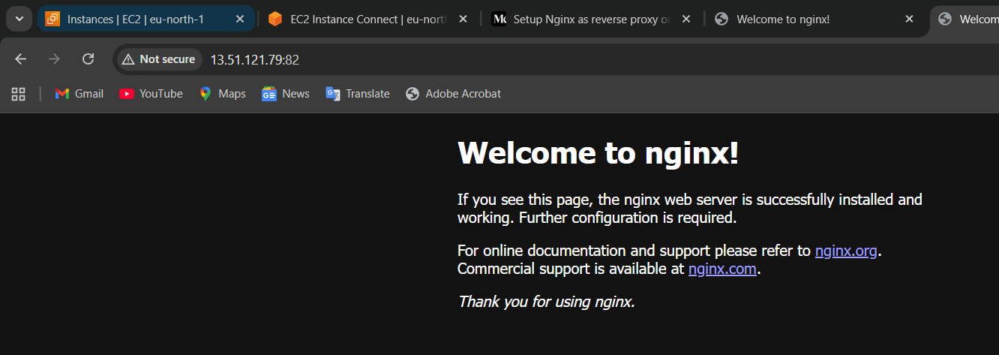 Instances | EC2 | eu-north-1
EC2 Instance Connect | eu-nort
Setup Nginx as reverse proxy o
Welcome to nginx!
Welcom
Not secure
13.51.121.79:82
Gmail
YouTube
Maps
News
Translate
Adobe Acrobat
Welcome to nginx!
If you see this page, the nginx web server is successfully installed and
working. Further configuration is required.
For online documentation and support please refer to nginx.org.
Commercial support is available at nginx.com.
Thank you for using nginx.